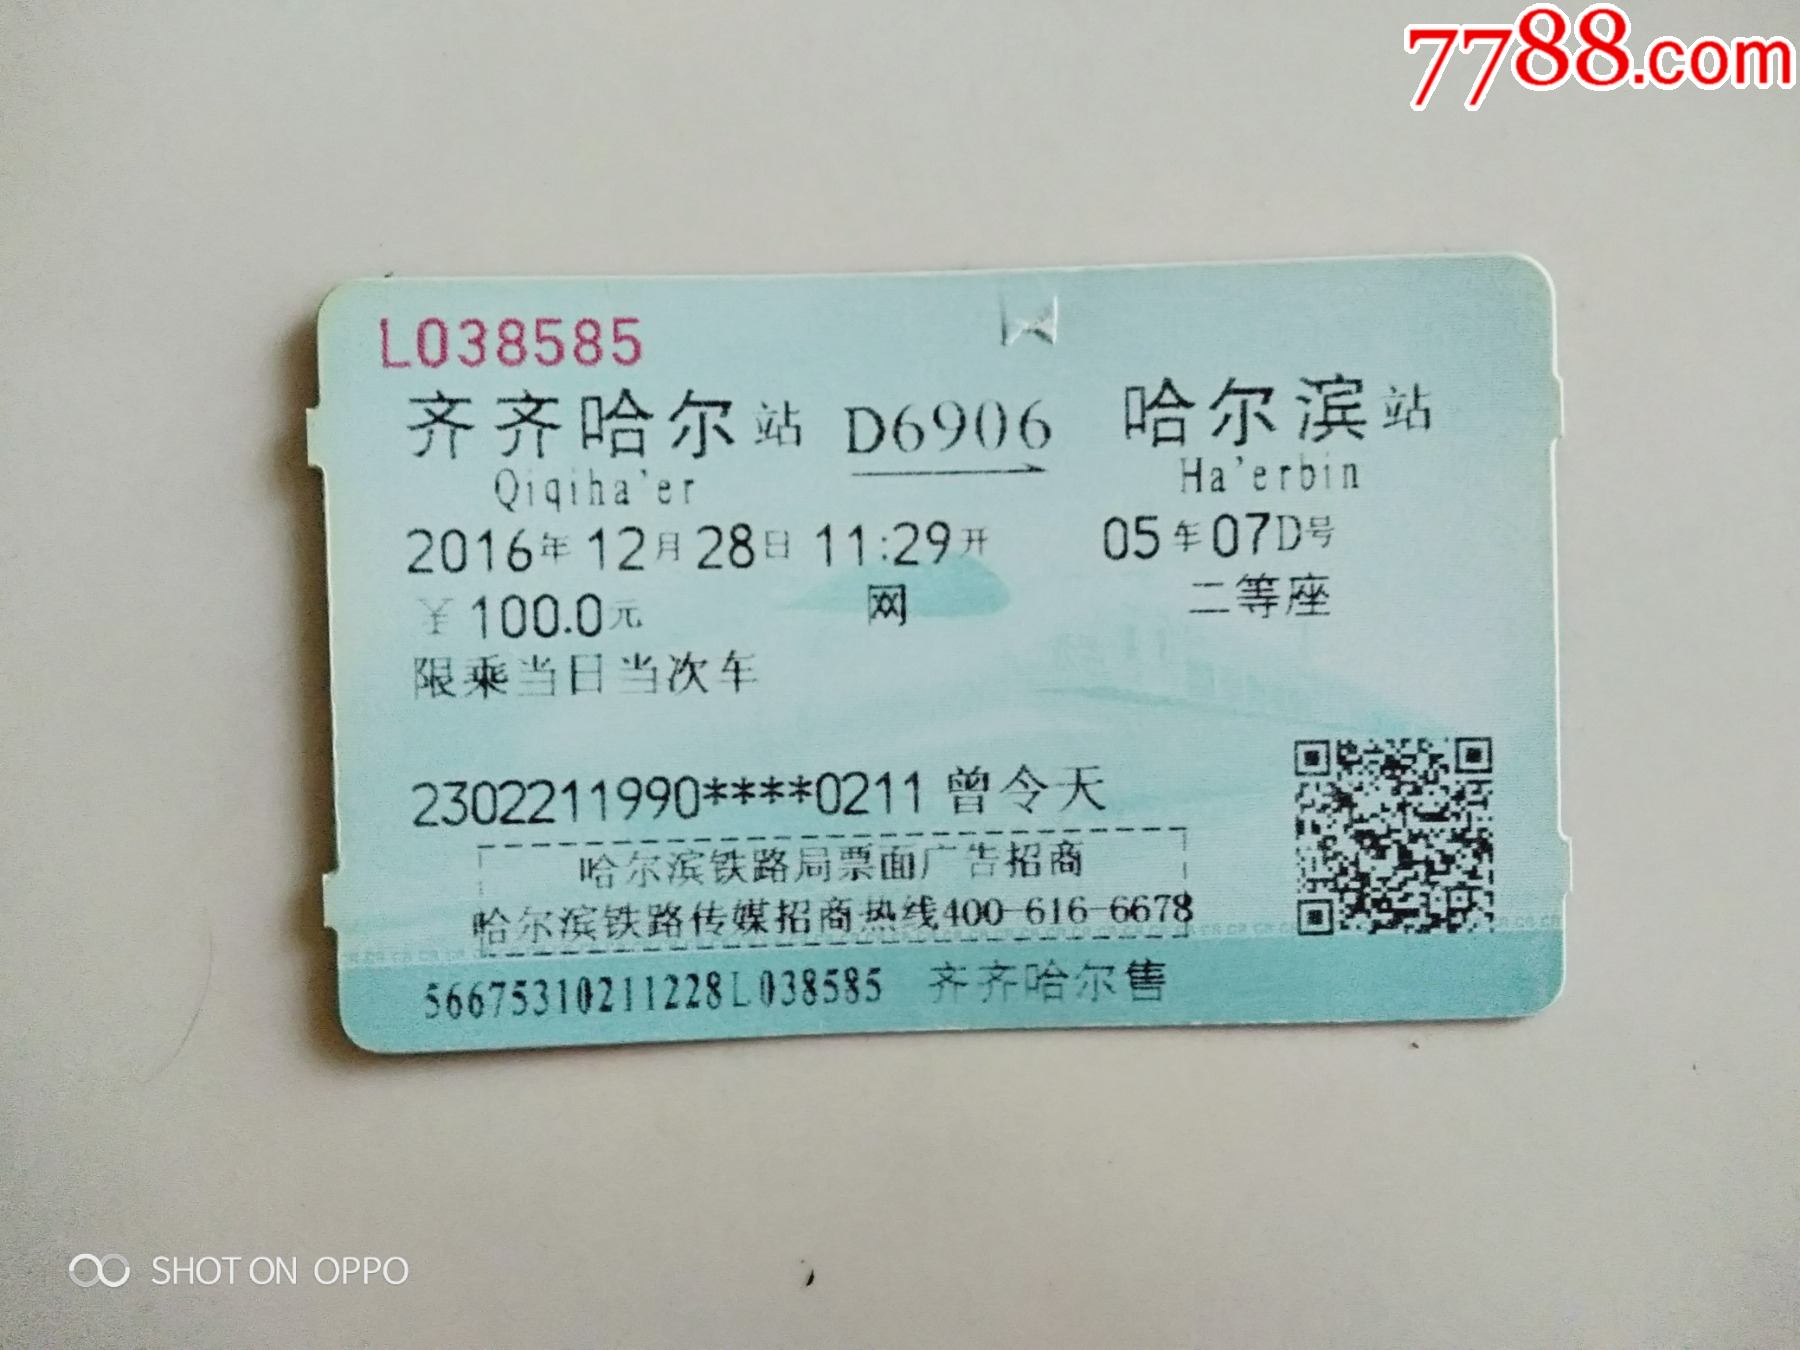 7788.com
L038585
齐齐哈尔站 D6906 哈尔滨站
Qiqiha'er Ha'erbin
2016年12月28日 11:29开 05车07D号
¥100.0元 网 二等座
限乘当日当次车
2302211990****0211 曾令天
哈尔滨铁路局票面广告招商
哈尔滨铁路传媒招商热线400-616-6678
56675310211228L038585 齐齐哈尔售
SHOT ON OPPO